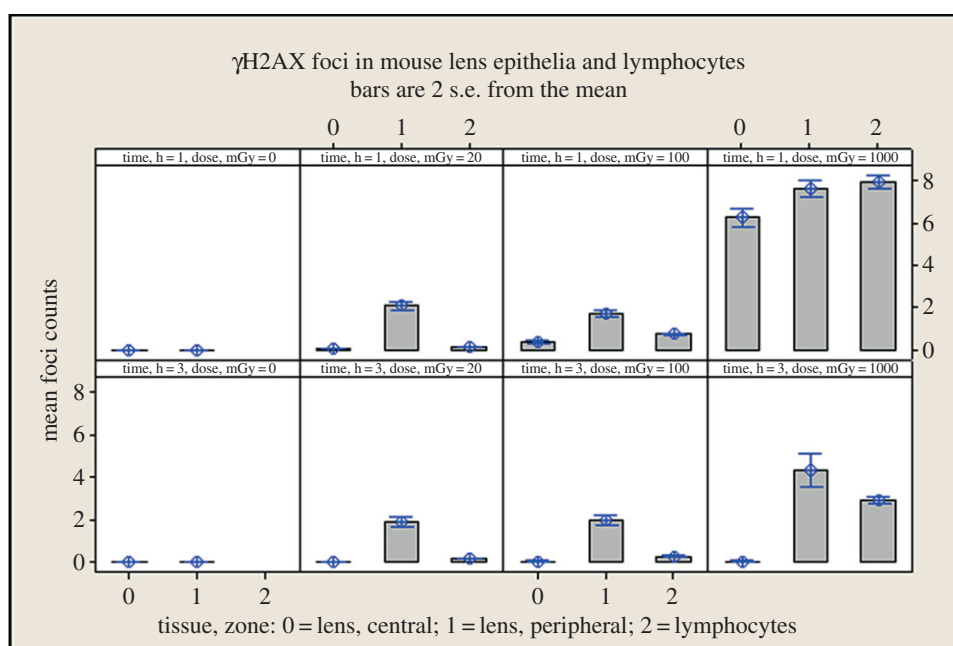 γH2AX foci in mouse lens epithelia and lymphocytes
bars are 2 s.e. from the mean
0 1 2 0 1 2
time, h = 1, dose, mGy = 0 time, h = 1, dose, mGy = 20 time, h = 1, dose, mGy = 100 time, h = 1, dose, mGy = 1000
8
6
4
2
0
mean foci counts
time, h = 3, dose, mGy = 0 time, h = 3, dose, mGy = 20 time, h = 3, dose, mGy = 100 time, h = 3, dose, mGy = 1000
8
6
4
2
0
0 1 2 0 1 2
tissue, zone: 0 = lens, central; 1 = lens, peripheral; 2 = lymphocytes